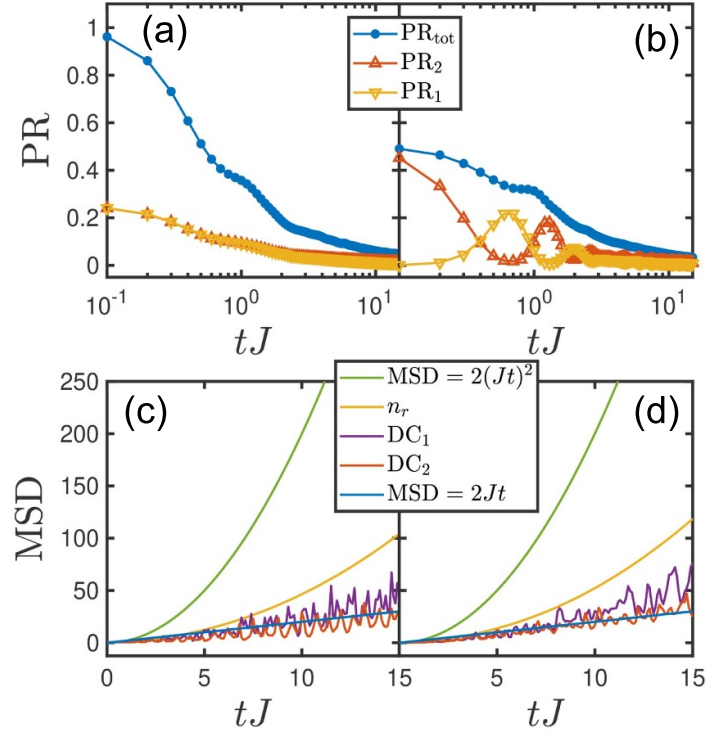 (a)
(b)
PR_tot
PR_2
PR_1
PR
1
0.8
0.6
0.4
0.2
0
10^-1 10^0 10^1 10^0 10^1
tJ tJ
MSD = 2(Jt)^2
n_r
DC_1
DC_2
MSD = 2Jt
(c)
(d)
MSD
250
200
150
100
50
0
0 5 10 15 5 10 15
tJ tJ